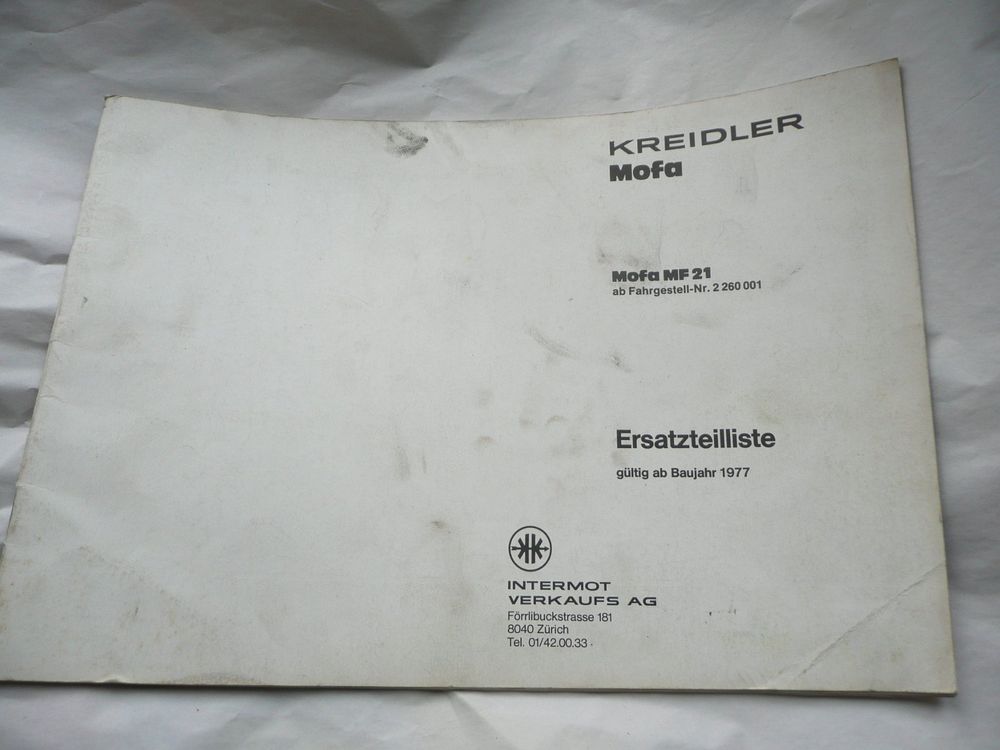 KREIDLER
Mofa
Mofa MF 21
ab Fahrgestell-Nr. 2 260 001
Ersatzteilliste
gültig ab Baujahr 1977
INTERMOT
VERKAUFS AG
Förrlibuckstrasse 181
8040 Zürich
Tel. 01/42.00.33